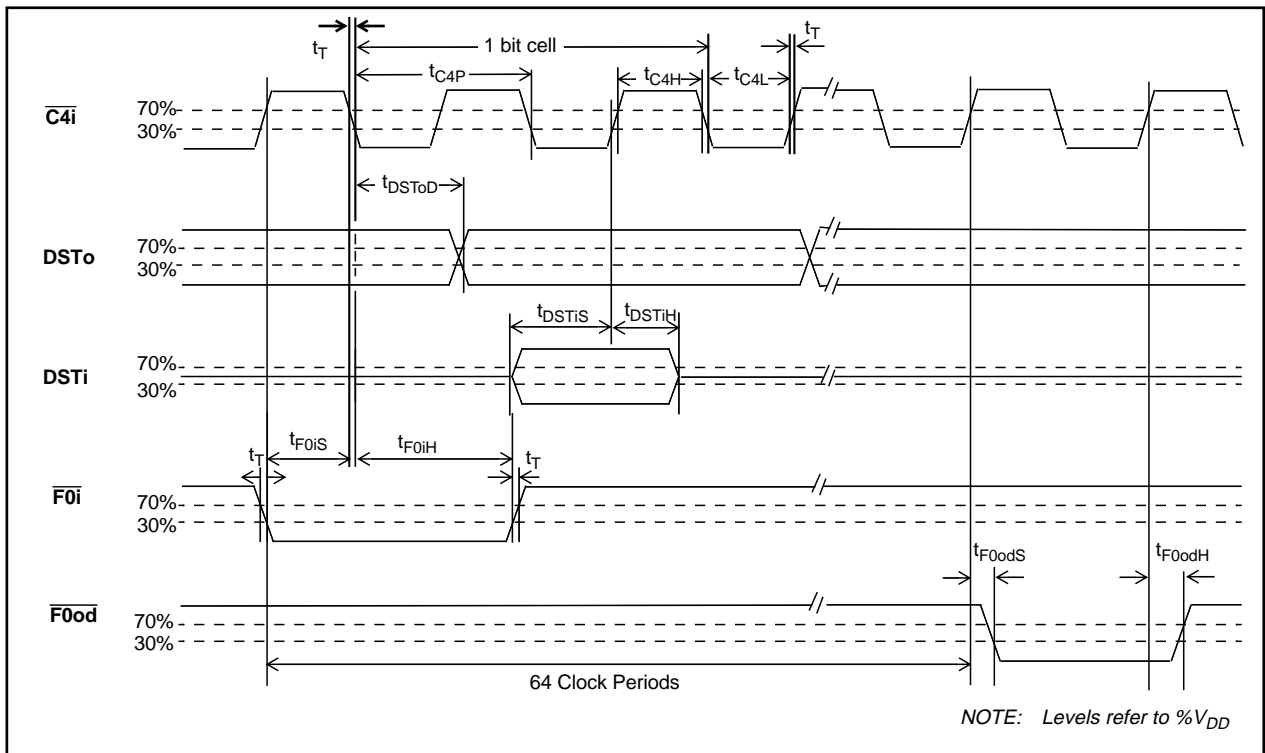 tT
1 bit cell
tT
tC4P
tC4H
tC4L
C4i
70%
30%
tDSToD
DSTo
70%
30%
tDSTiS
tDSTiH
DSTi
70%
30%
tT
tF0iS
tF0iH
tT
F0i
70%
30%
tF0odS
tF0odH
F0od
70%
30%
64 Clock Periods
NOTE: Levels refer to %VDD